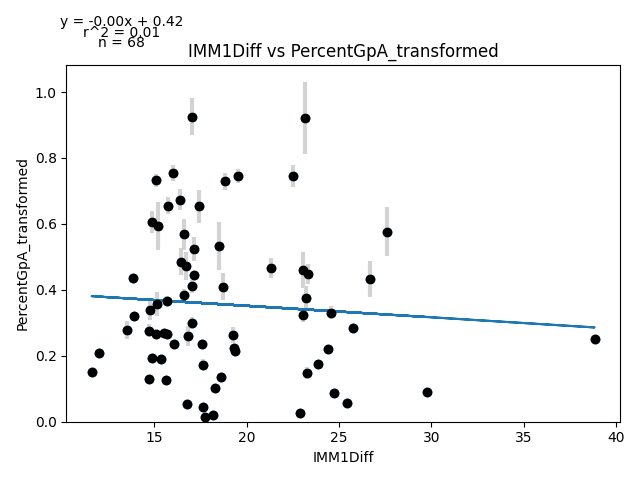 y = -0.00x + 0.42
r^2 = 0.01
n = 68
IMM1Diff vs PercentGpA_transformed
1.0
0.8
0.6
0.4
0.2
0.0
PercentGpA_transformed
15 20 25 30 35 40
IMM1Diff